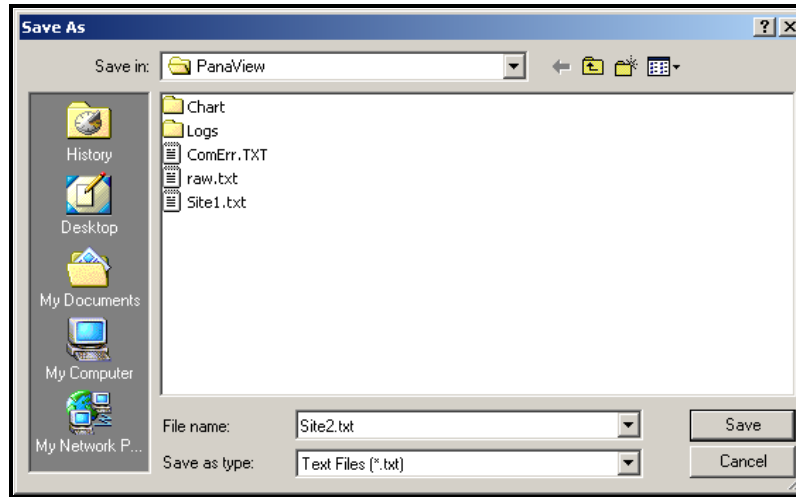 Save As
Save in: PanaView
History
Desktop
My Documents
My Computer
My Network P...
Chart
Logs
ComErr.TXT
raw.txt
Site1.txt
File name: Site2.txt Save
Save as type: Text Files (*.txt) Cancel